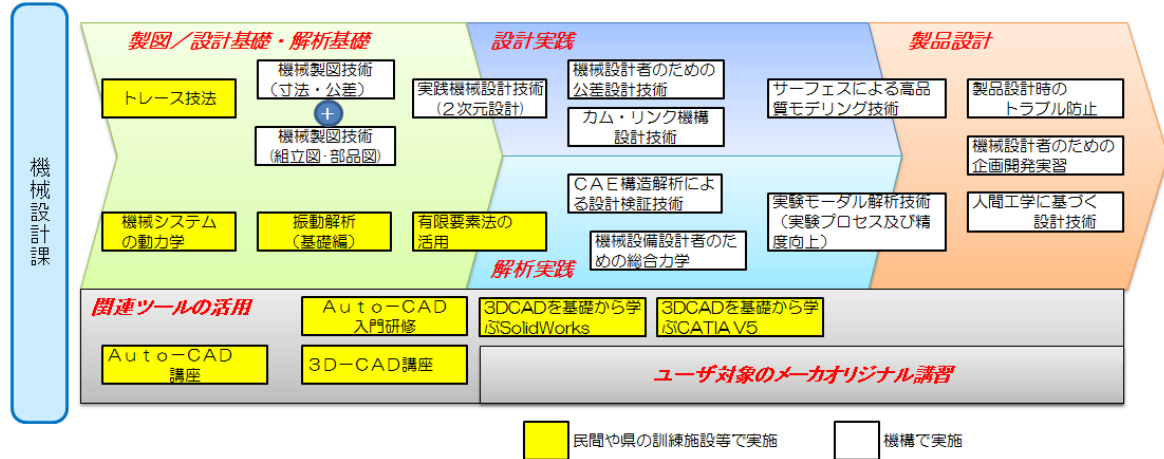 機械設計課
製図／設計基礎・解析基礎
設計実践
製品設計
トレース技法
機械製図技術
（寸法・公差）
+
機械製図技術
(組立図･部品図)
実践機械設計技術
（２次元設計）
機械設計者のための
公差設計技術
カム・リンク機構
設計技術
サーフェスによる高品
質モデリング技術
製品設計時の
トラブル防止
機械設計者のための
企画開発実習
人間工学に基づく
設計技術
機械システム
の動力学
振動解析
（基礎編）
有限要素法の
活用
ＣＡＥ構造解析によ
る設計検証技術
機械設備設計者のた
めの総合力学
実験モーダル解析技術
（実験プロセス及び精
度向上）
解析実践
関連ツールの活用
Ａｕｔｏ－ＣＡＤ
入門研修
3DCADを基礎から学
ぶSolidWorks
3DCADを基礎から学
ぶCATIA V5
Ａｕｔｏ－ＣＡＤ
講座
３Ｄ－ＣＡＤ講座
ユーザ対象のメーカオリジナル講習
民間や県の訓練施設等で実施
機構で実施